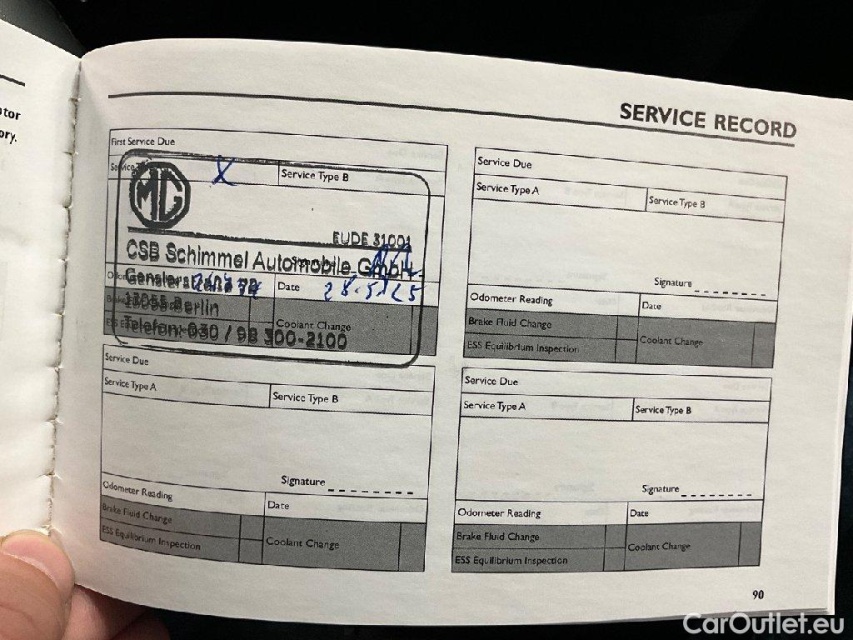 tor
ory.
SERVICE RECORD
First Service Due
X
Service Type B
MG
EUDE 31001
CSB Schimmel Automobile GmbH
Date
28.5.25
Berlin
Coolant Change
Telefon: 030 / 98 300-2100
Service Due
Service Type A
Service Type B
Signature
Odometer Reading
Date
Brake Fluid Change
ESS Equilibrium Inspection
Coolant Change
Service Due
Service Type A
Service Type B
Signature
Odometer Reading
Date
Brake Fluid Change
ESS Equilibrium Inspection
Coolant Change
Service Due
Service Type A
Service Type B
Signature
Odometer Reading
Date
Brake Fluid Change
ESS Equilibrium Inspection
Coolant Change
90
CarOutlet.eu